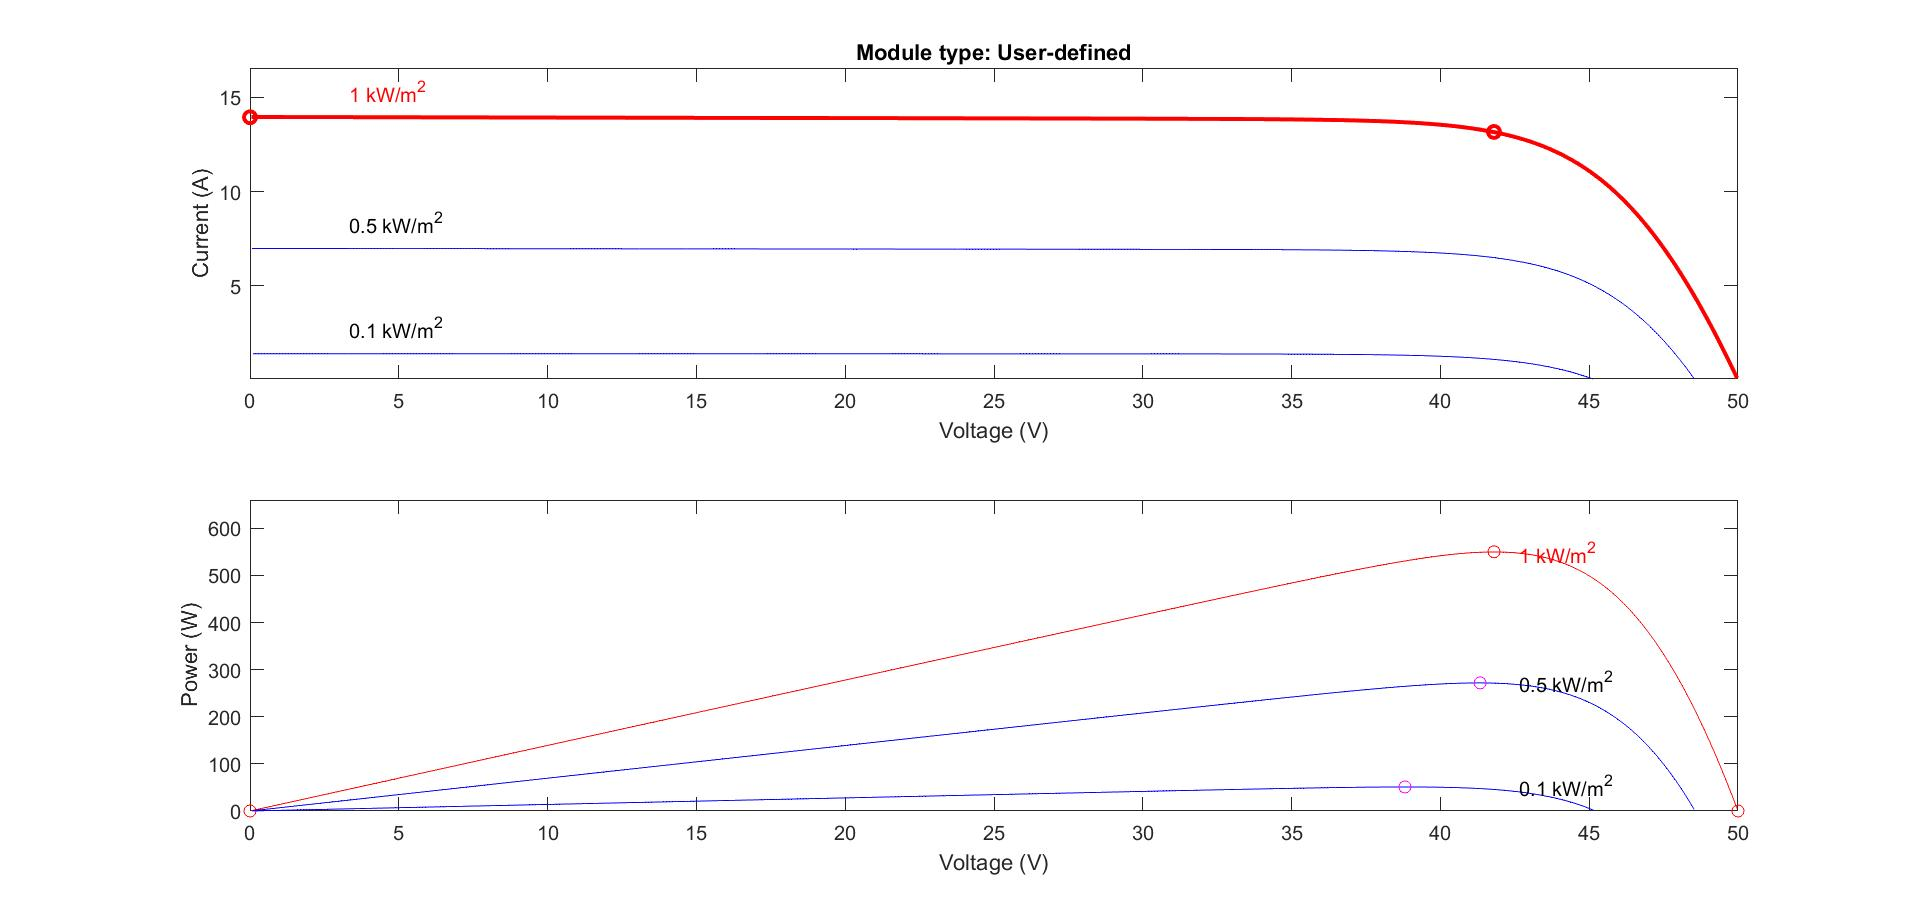 Module type: User-defined
15
1 kW/m²
10
Current (A)
0.5 kW/m²
5
0.1 kW/m²
0 5 10 15 20 25 30 35 40 45 50
Voltage (V)
600
1 kW/m²
500
400
Power (W)
300
0.5 kW/m²
200
100
0.1 kW/m²
0
0 5 10 15 20 25 30 35 40 45 50
Voltage (V)